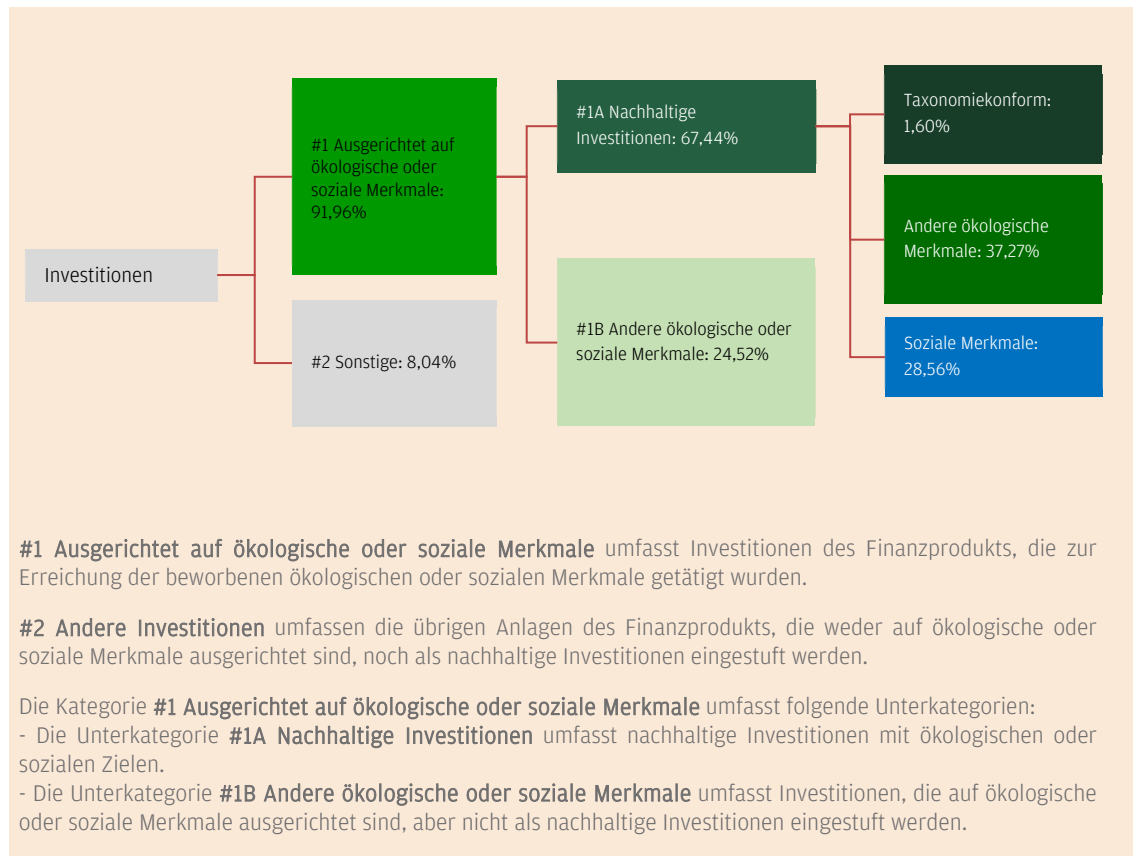 Investitionen
#1 Ausgerichtet auf
ökologische oder
soziale Merkmale:
91,96%
#2 Sonstige: 8,04%
#1A Nachhaltige
Investitionen: 67,44%
#1B Andere ökologische oder
soziale Merkmale: 24,52%
Taxonomiekonform:
1,60%
Andere ökologische
Merkmale: 37,27%
Soziale Merkmale:
28,56%
#1 Ausgerichtet auf ökologische oder soziale Merkmale umfasst Investitionen des Finanzprodukts, die zur
Erreichung der beworbenen ökologischen oder sozialen Merkmale getätigt wurden.
#2 Andere Investitionen umfassen die übrigen Anlagen des Finanzprodukts, die weder auf ökologische oder
soziale Merkmale ausgerichtet sind, noch als nachhaltige Investitionen eingestuft werden.
Die Kategorie #1 Ausgerichtet auf ökologische oder soziale Merkmale umfasst folgende Unterkategorien:
- Die Unterkategorie #1A Nachhaltige Investitionen umfasst nachhaltige Investitionen mit ökologischen oder
sozialen Zielen.
- Die Unterkategorie #1B Andere ökologische oder soziale Merkmale umfasst Investitionen, die auf ökologische
oder soziale Merkmale ausgerichtet sind, aber nicht als nachhaltige Investitionen eingestuft werden.